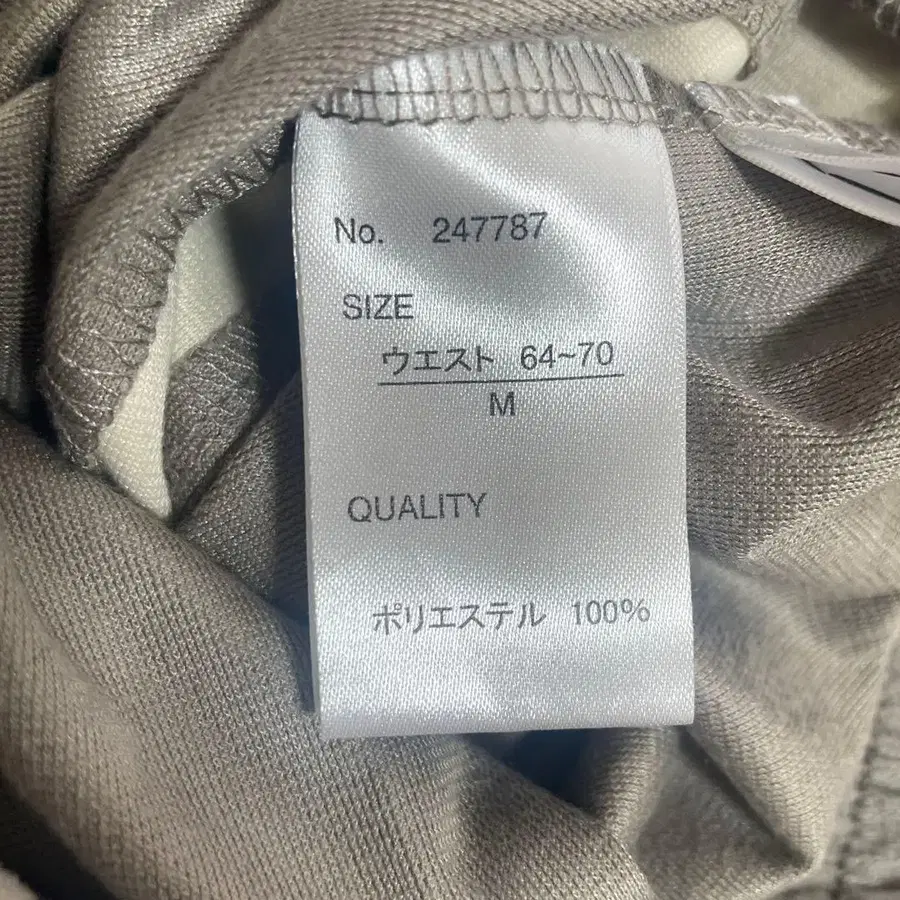 No. 247787
SIZE
ウエスト 64~70
M
QUALITY
ポリエステル 100%